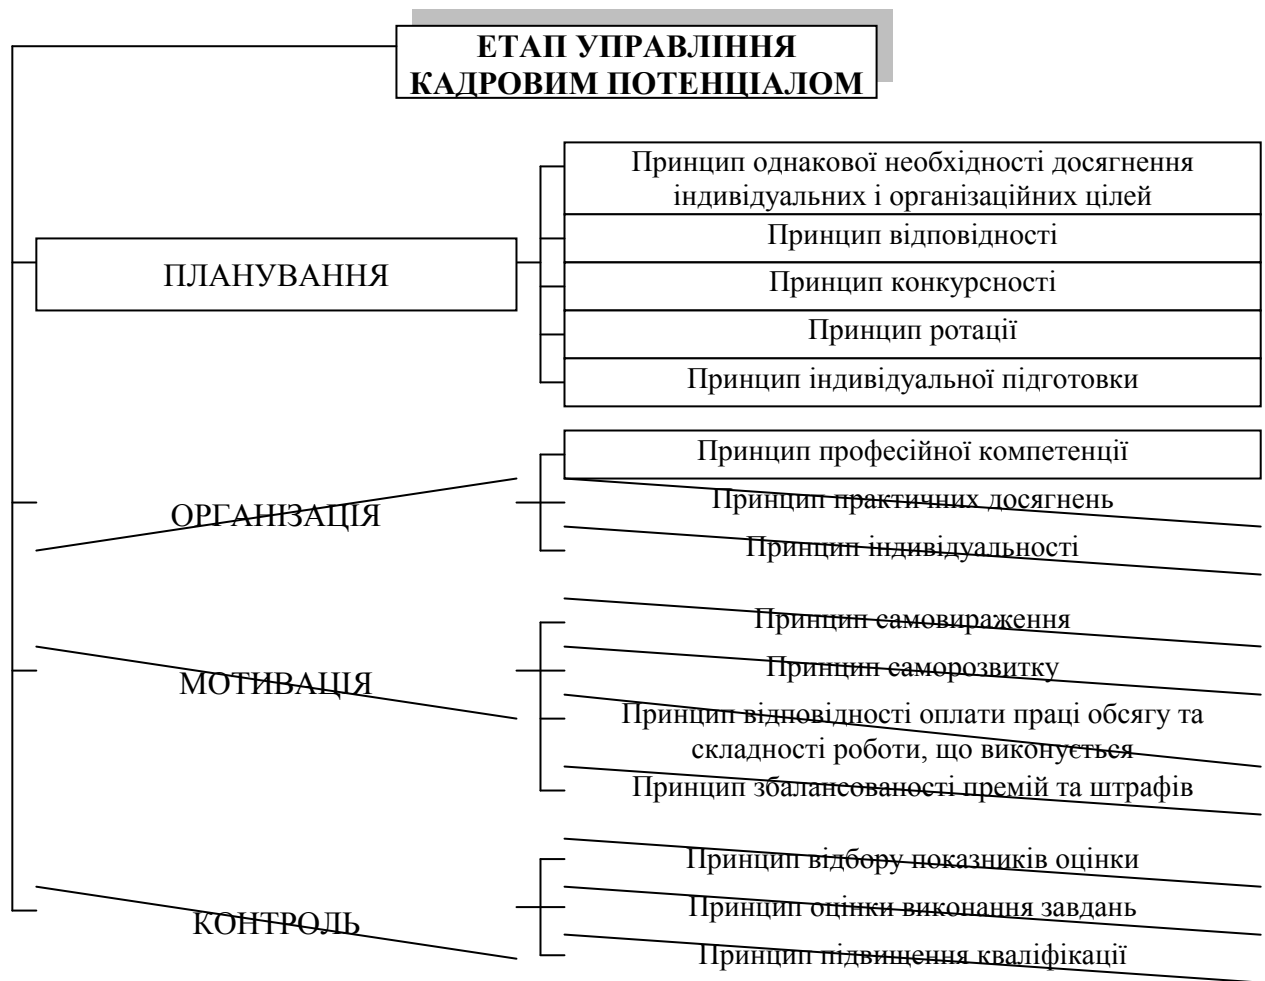 ЕТАП УПРАВЛІННЯ
КАДРОВИМ ПОТЕНЦІАЛОМ
ПЛАНУВАННЯ
Принцип однакової необхідності досягнення
індивідуальних і організаційних цілей
Принцип відповідності
Принцип конкурсності
Принцип ротації
Принцип індивідуальної підготовки
ОРГАНІЗАЦІЯ
Принцип професійної компетенції
Принцип практичних досягнень
Принцип індивідуальності
МОТИВАЦІЯ
Принцип самовираження
Принцип саморозвитку
Принцип відповідності оплати праці обсягу та
складності роботи, що виконується
Принцип збалансованості премій та штрафів
КОНТРОЛЬ
Принцип відбору показників оцінки
Принцип оцінки виконання завдань
Принцип підвищення кваліфікації